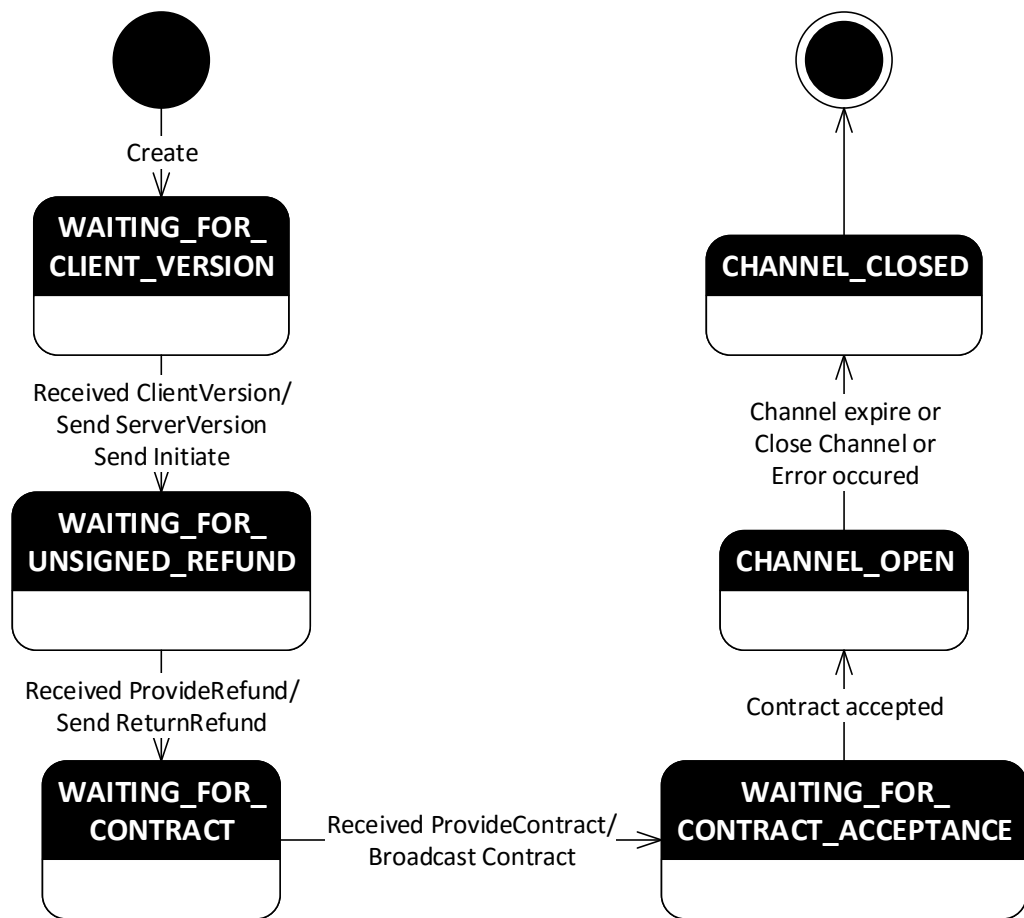 Create
WAITING_FOR_
CLIENT_VERSION
Received ClientVersion/
Send ServerVersion
Send Initiate
WAITING_FOR_
UNSIGNED_REFUND
Received ProvideRefund/
Send ReturnRefund
WAITING_FOR_
CONTRACT
Received ProvideContract/
Broadcast Contract
WAITING_FOR_
CONTRACT_ACCEPTANCE
Contract accepted
CHANNEL_OPEN
Channel expire or
Close Channel or
Error occured
CHANNEL_CLOSED